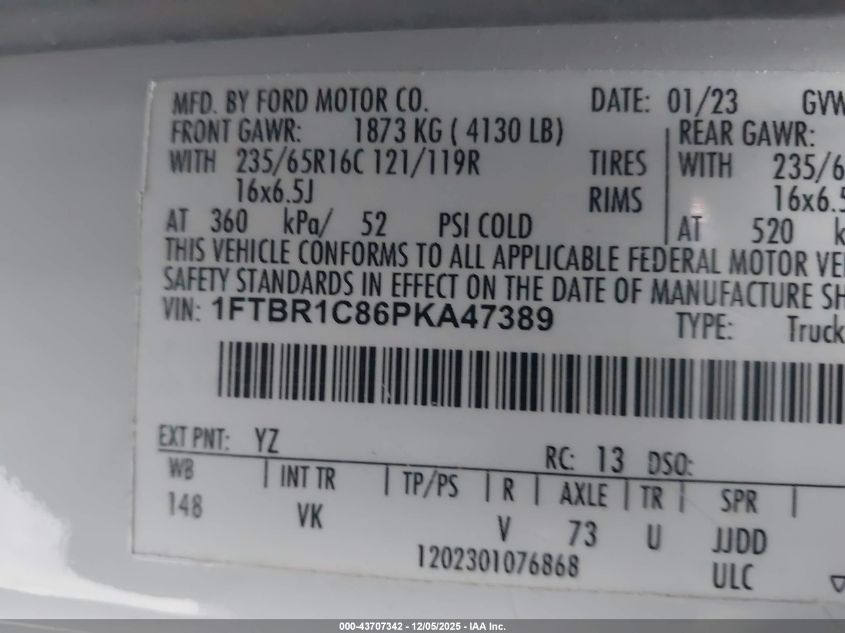 MFD. BY FORD MOTOR CO. DATE: 01/23 GVW
FRONT GAWR: 1873 KG ( 4130 LB) REAR GAWR:
WITH 235/65R16C 121/119R TIRES WITH 235/6
16x6.5J RIMS 16x6.5
AT 360 kPa/ 52 PSI COLD AT 520 k
THIS VEHICLE CONFORMS TO ALL APPLICABLE FEDERAL MOTOR VE
SAFETY STANDARDS IN EFFECT ON THE DATE OF MANUFACTURE SH
VIN: 1FTBR1C86PKA47389 TYPE: Truck
EXT PNT: YZ RC: 13 DSO:
WB INT TR TP/PS R AXLE TR SPR
148 VK V 73 U JJDD
1202301076868 ULC
000-43707342 - 12/05/2025 - IAA Inc.